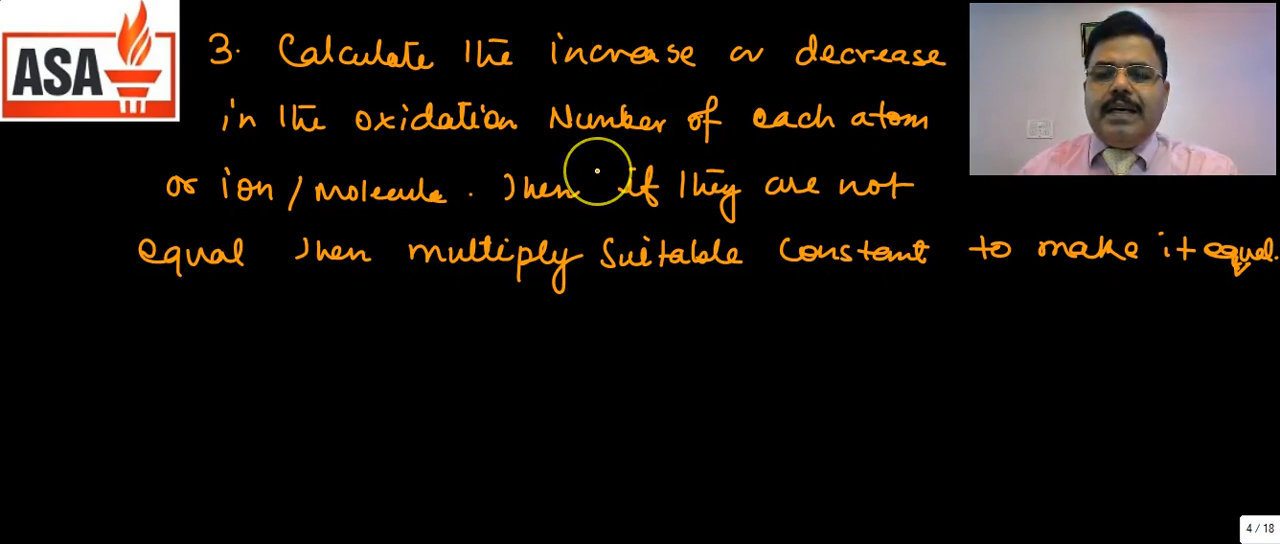 ASA
3. Calculate the increase or decrease
in the oxidation Number of each atom
or ion / molecule. Then if they are not
equal then multiply suitable constant to make it equal.
4 / 18